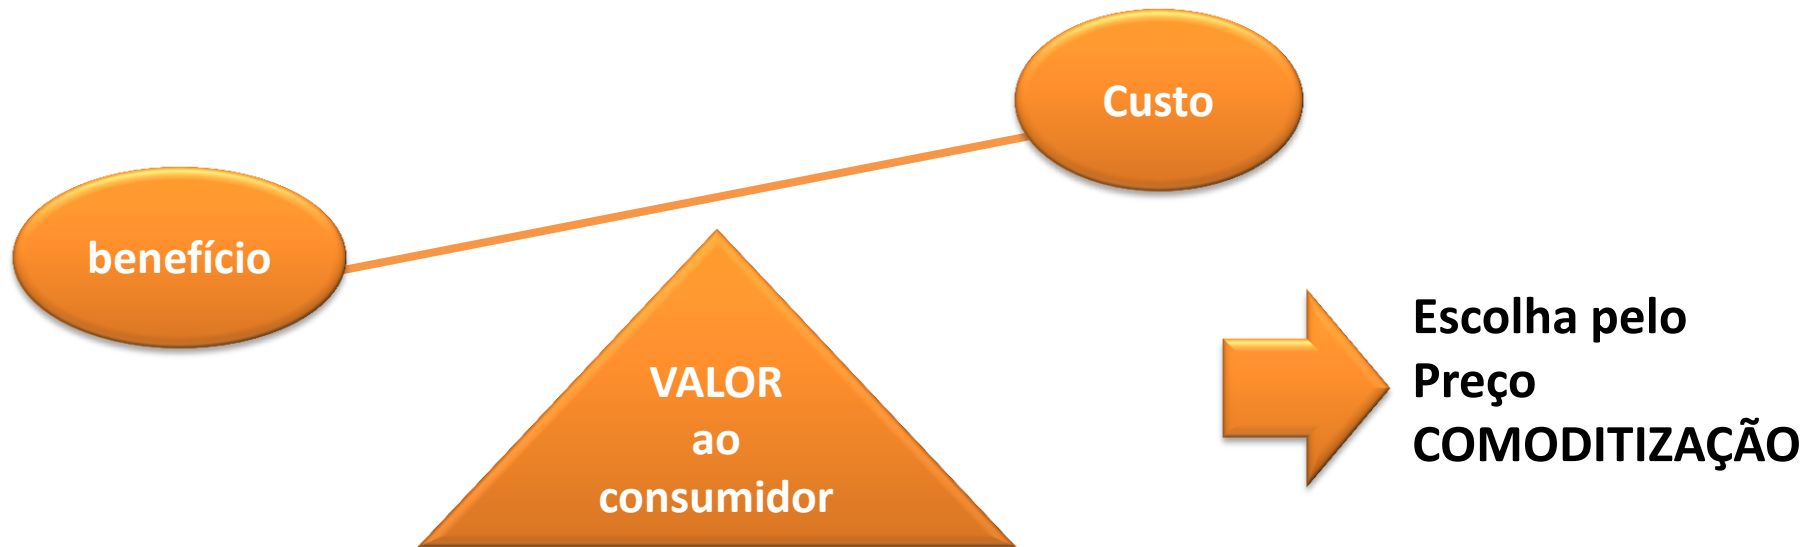 Custo
benefício
VALOR
ao
consumidor
Escolha pelo
Preço
COMODITIZAÇÃO